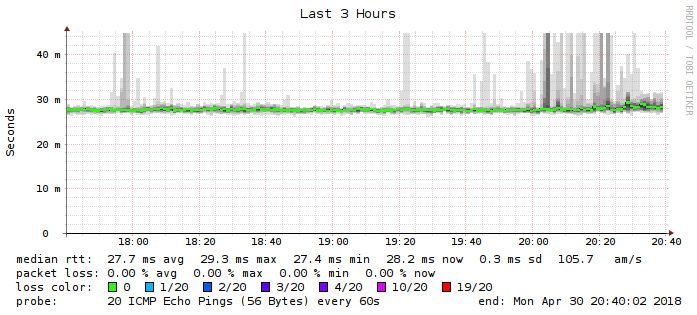 Last 3 Hours
RRDTOOL / TOBI OETIKER
Seconds
40 m
30 m
20 m
10 m
0
18:00 18:20 18:40 19:00 19:20 19:40 20:00 20:20 20:40
median rtt: 27.7 ms avg 29.3 ms max 27.4 ms min 28.2 ms now 0.3 ms sd 105.7 am/s
packet loss: 0.00 % avg 0.00 % max 0.00 % min 0.00 % now
loss color: 0 1/20 2/20 3/20 4/20 10/20 19/20
probe: 20 ICMP Echo Pings (56 Bytes) every 60s end: Mon Apr 30 20:40:02 2018